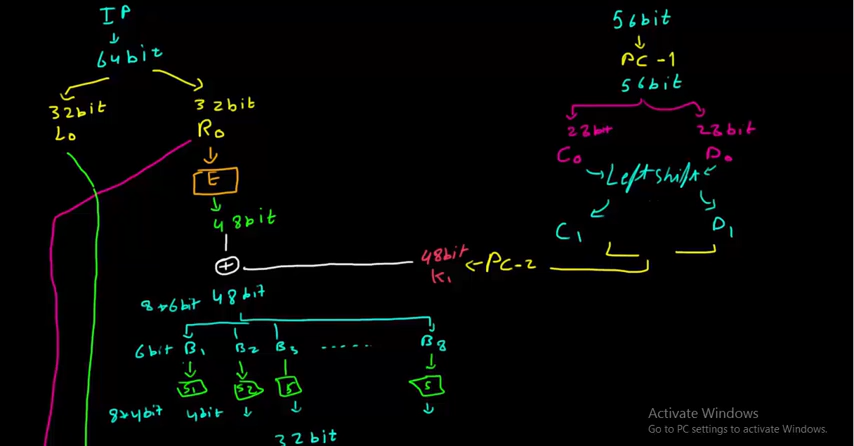 IP
64bit
32bit
L0
32bit
R0
E
48bit
56bit
PC-1
56bit
28bit
C0
28bit
D0
Left shift
C1
D1
48bit
K1
PC-2
+
8*6bit 48bit
6bit B1 B2 B3 ...... B8
S1 S2 S S
8*4bit 4bit
32bit
Activate Windows
Go to PC settings to activate Windows.